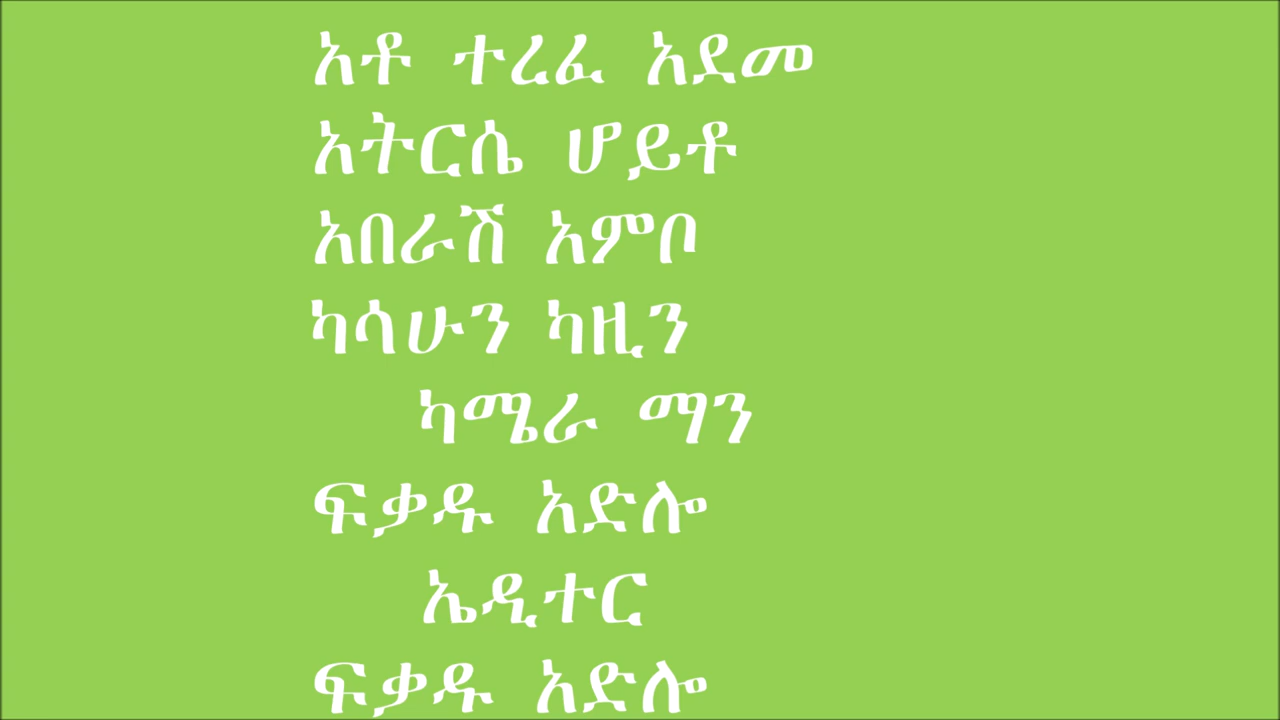 አቶ ተረፈ አደመ
አትርሴ ሆይቶ
አበራሽ አምቦ
ካሳሁን ካዚን
ካሜራ ማን
ፍቃዱ አድሎ
ኤዲተር
ፍቃዱ አድሎ